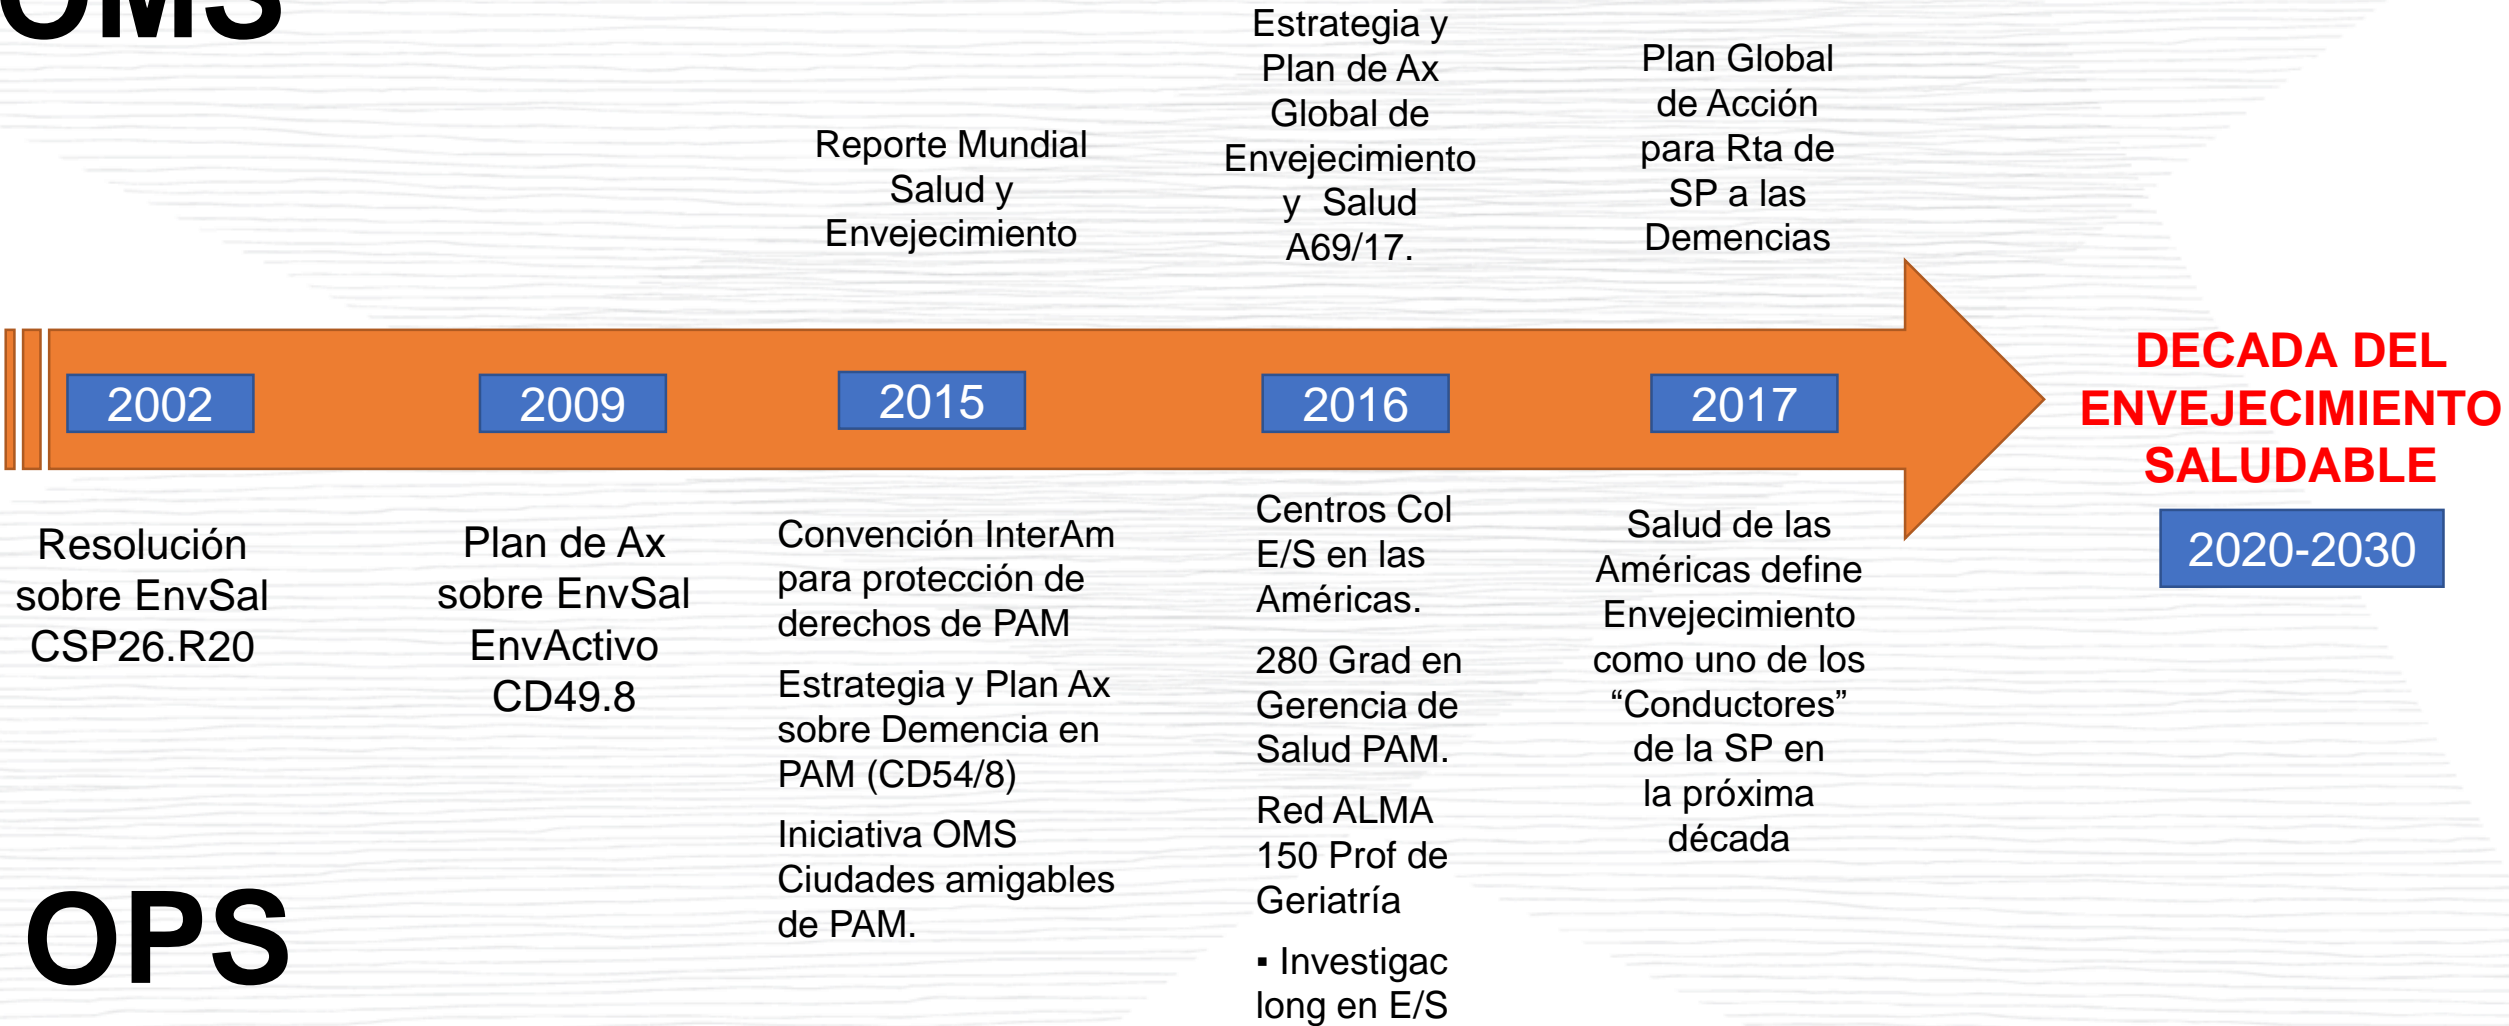 OMS
Reporte Mundial
Salud y
Envejecimiento
Estrategia y
Plan de Ax
Global de
Envejecimiento
y Salud
A69/17.
Plan Global
de Acción
para Rta de
SP a las
Demencias
2002
2009
2015
2016
2017
DECADA DEL
ENVEJECIMIENTO
SALUDABLE
2020-2030
Resolución
sobre EnvSal
CSP26.R20
Plan de Ax
sobre EnvSal
EnvActivo
CD49.8
Convención InterAm
para protección de
derechos de PAM
Estrategia y Plan Ax
sobre Demencia en
PAM (CD54/8)
Iniciativa OMS
Ciudades amigables
de PAM.
Centros Col
E/S en las
Américas.
280 Grad en
Gerencia de
Salud PAM.
Red ALMA
150 Prof de
Geriatría
▪ Investigac
long en E/S
Salud de las
Américas define
Envejecimiento
como uno de los
“Conductores”
de la SP en
la próxima
década
OPS